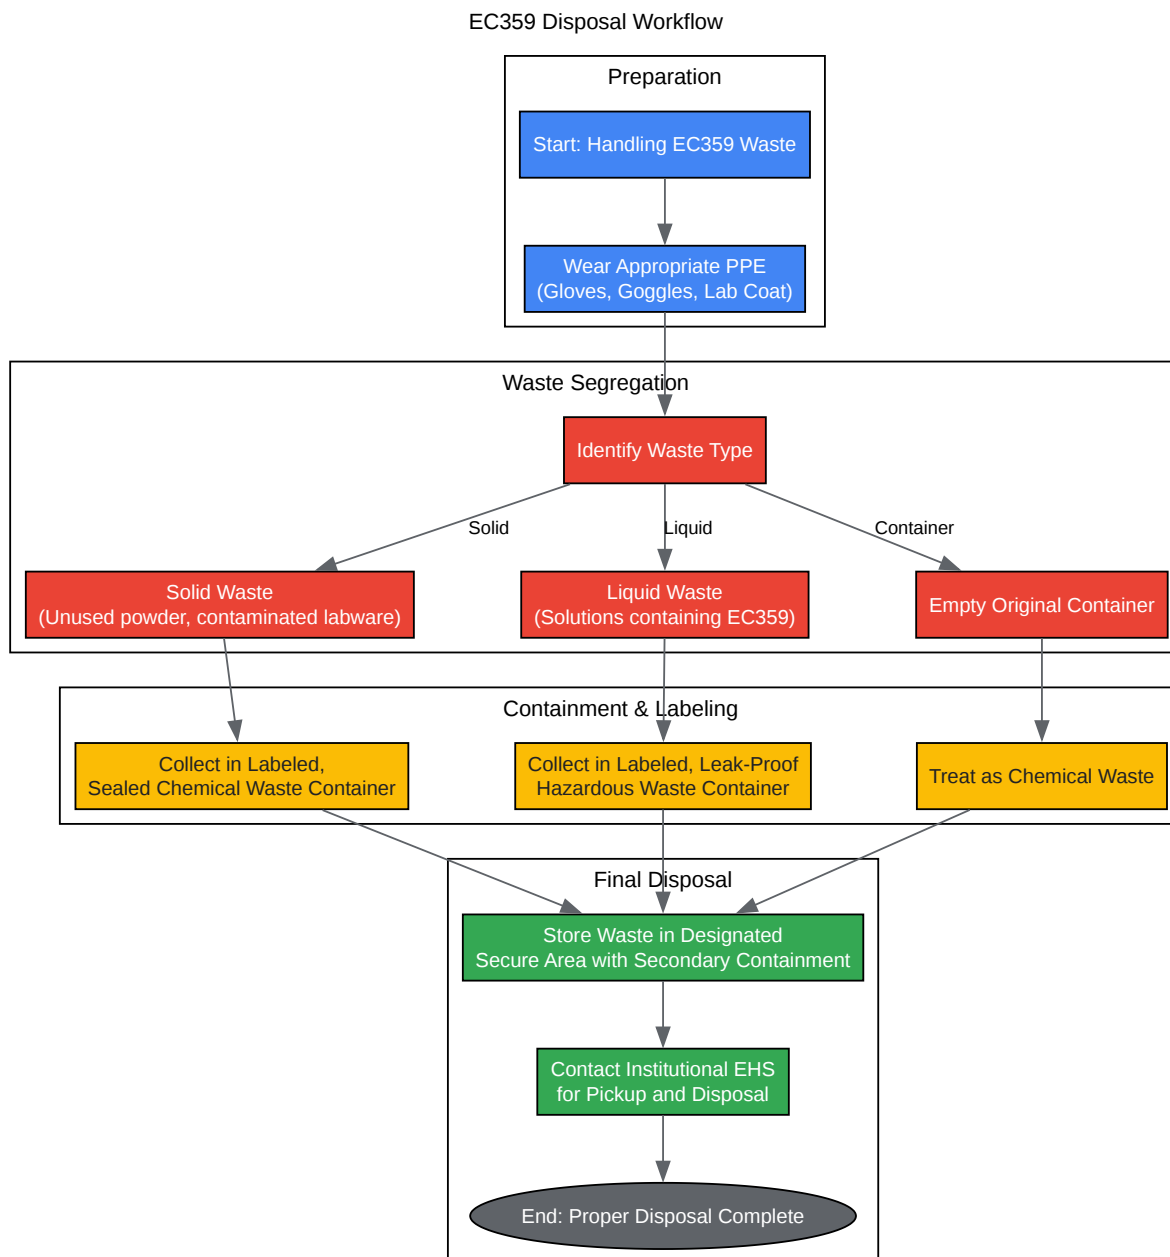 EC359 Disposal Workflow
Preparation
Start: Handling EC359 Waste
Wear Appropriate PPE
(Gloves, Goggles, Lab Coat)
Waste Segregation
Identify Waste Type
Solid
Liquid
Container
Solid Waste
(Unused powder, contaminated labware)
Liquid Waste
(Solutions containing EC359)
Empty Original Container
Containment & Labeling
Collect in Labeled,
Sealed Chemical Waste Container
Collect in Labeled, Leak-Proof
Hazardous Waste Container
Treat as Chemical Waste
Final Disposal
Store Waste in Designated
Secure Area with Secondary Containment
Contact Institutional EHS
for Pickup and Disposal
End: Proper Disposal Complete